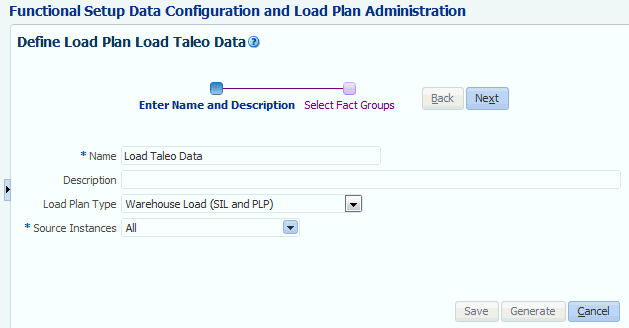 Functional Setup Data Configuration and Load Plan Administration
Define Load Plan Load Taleo Data ?
Enter Name and Description Select Fact Groups
Back Next
* Name Load Taleo Data
Description
Load Plan Type Warehouse Load (SIL and PLP)
* Source Instances All
Save Generate Cancel